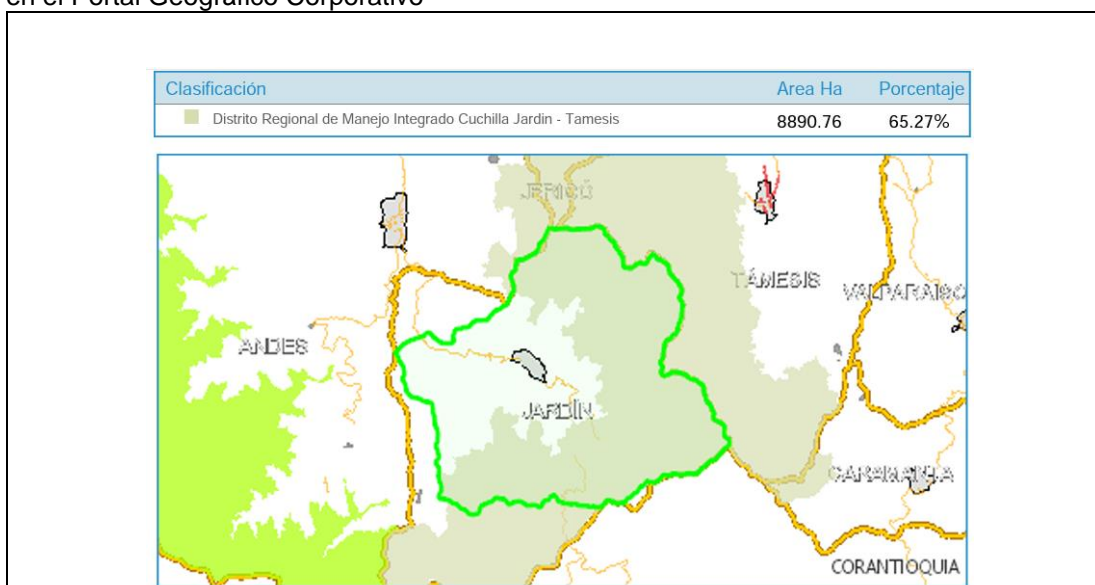 en el Portal Geográfico Corporativo
Clasificación Area Ha Porcentaje
Distrito Regional de Manejo Integrado Cuchilla Jardin - Tamesis 8890.76 65.27%
JERICÓ
TÁMESIS
VALPARAISO
ANDES
JARDÍN
CARAMANTA
CORANTIOQUIA